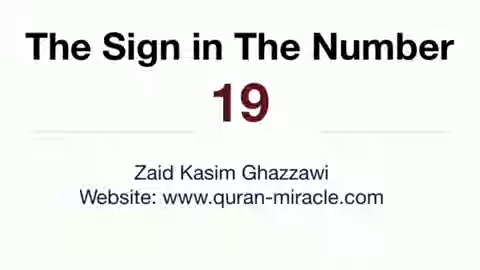 The Sign in The Number
19
Zaid Kasim Ghazzawi
Website: www.quran-miracle.com